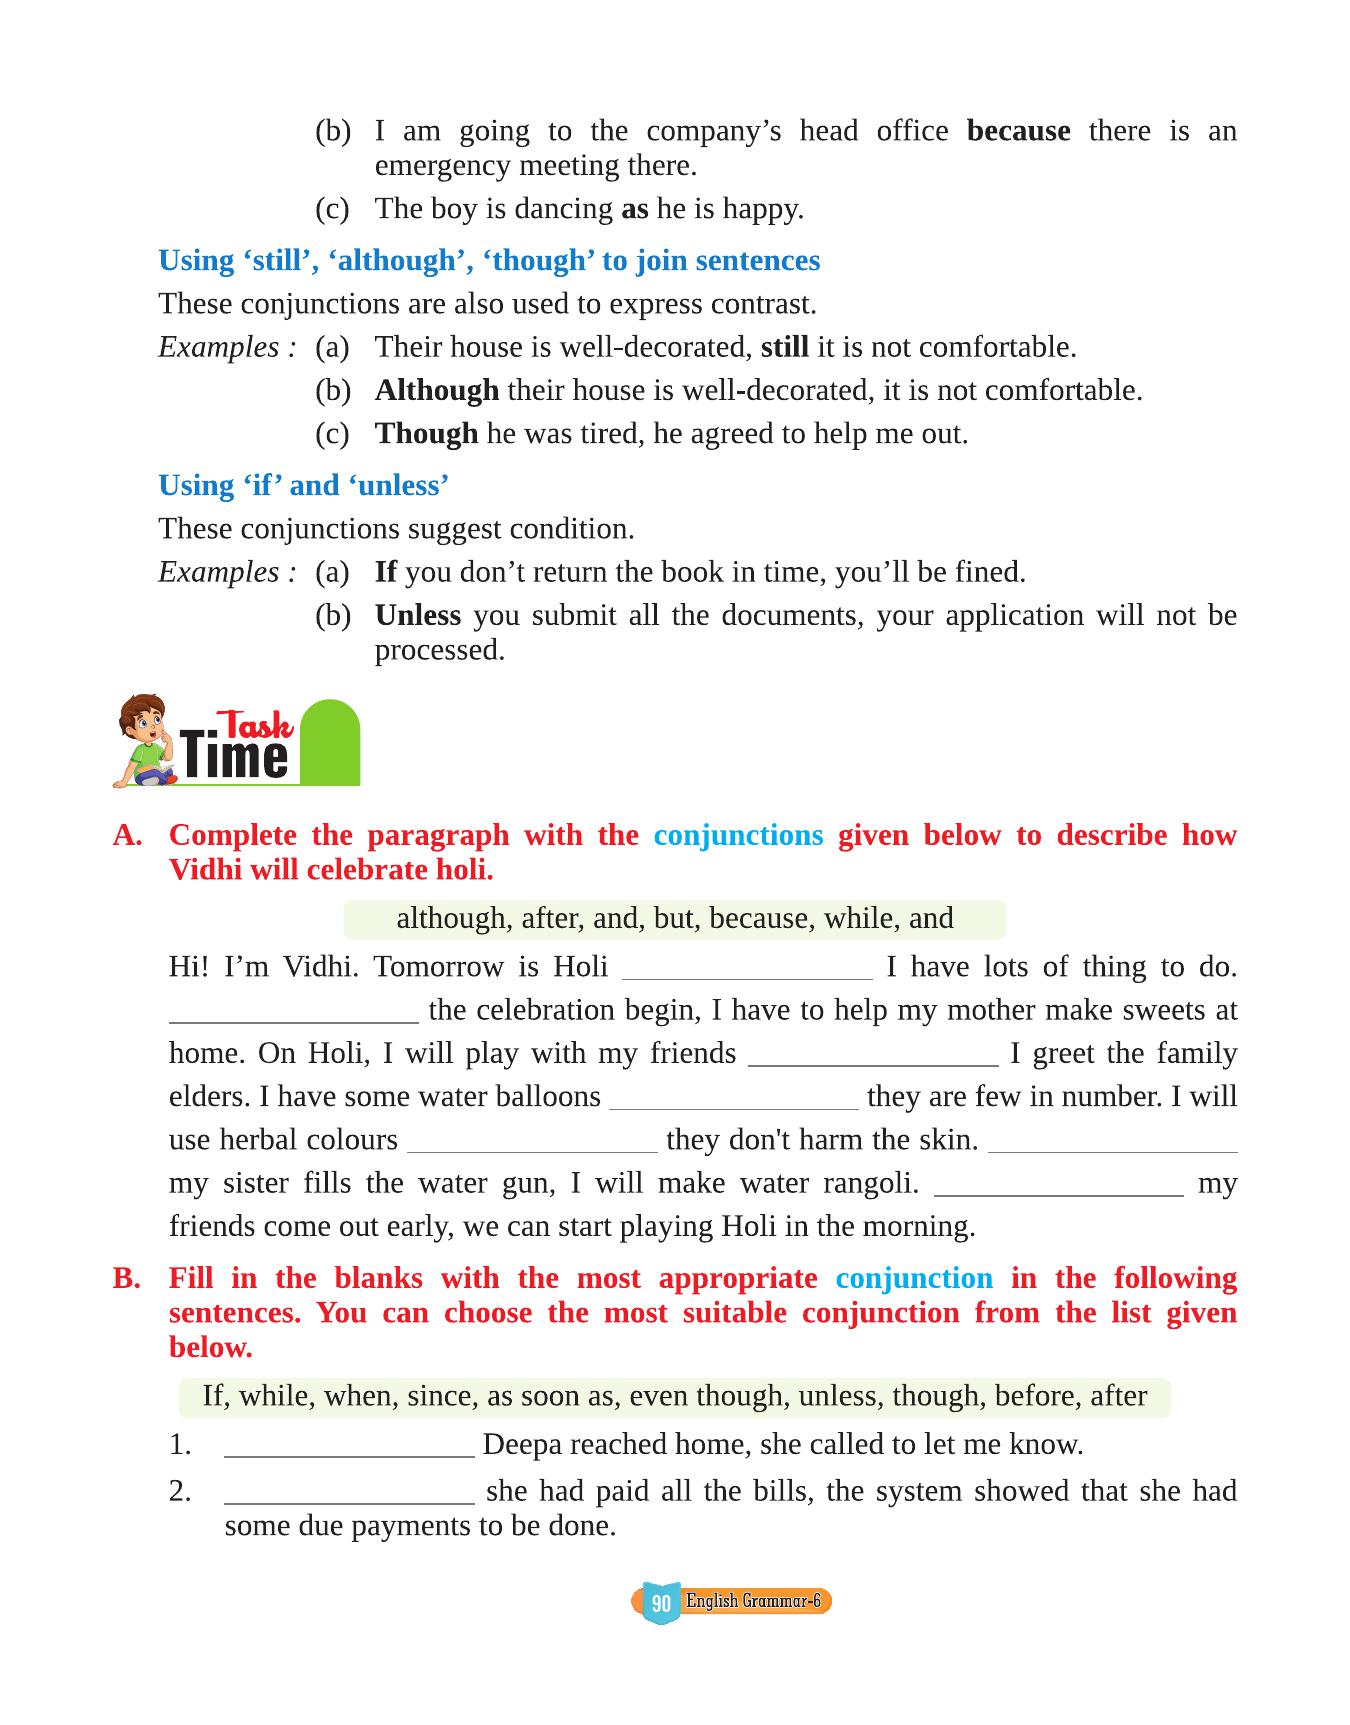 (b) I am going to the company’s head office because there is an
emergency meeting there.
(c) The boy is dancing as he is happy.
Using ‘still’, ‘although’, ‘though’ to join sentences
These conjunctions are also used to express contrast.
Examples : (a) Their house is well-decorated, still it is not comfortable.
(b) Although their house is well-decorated, it is not comfortable.
(c) Though he was tired, he agreed to help me out.
Using ‘if’ and ‘unless’
These conjunctions suggest condition.
Examples : (a) If you don’t return the book in time, you’ll be fined.
(b) Unless you submit all the documents, your application will not be
processed.
Task
Time
A. Complete the paragraph with the conjunctions given below to describe how
Vidhi will celebrate holi.
although, after, and, but, because, while, and
Hi! I’m Vidhi. Tomorrow is Holi ________________ I have lots of thing to do.
________________ the celebration begin, I have to help my mother make sweets at
home. On Holi, I will play with my friends ________________ I greet the family
elders. I have some water balloons ________________ they are few in number. I will
use herbal colours ________________ they don't harm the skin. ________________
my sister fills the water gun, I will make water rangoli. ________________ my
friends come out early, we can start playing Holi in the morning.
B. Fill in the blanks with the most appropriate conjunction in the following
sentences. You can choose the most suitable conjunction from the list given
below.
If, while, when, since, as soon as, even though, unless, though, before, after
1. ________________ Deepa reached home, she called to let me know.
2. ________________ she had paid all the bills, the system showed that she had
some due payments to be done.
90 English Grammar-6